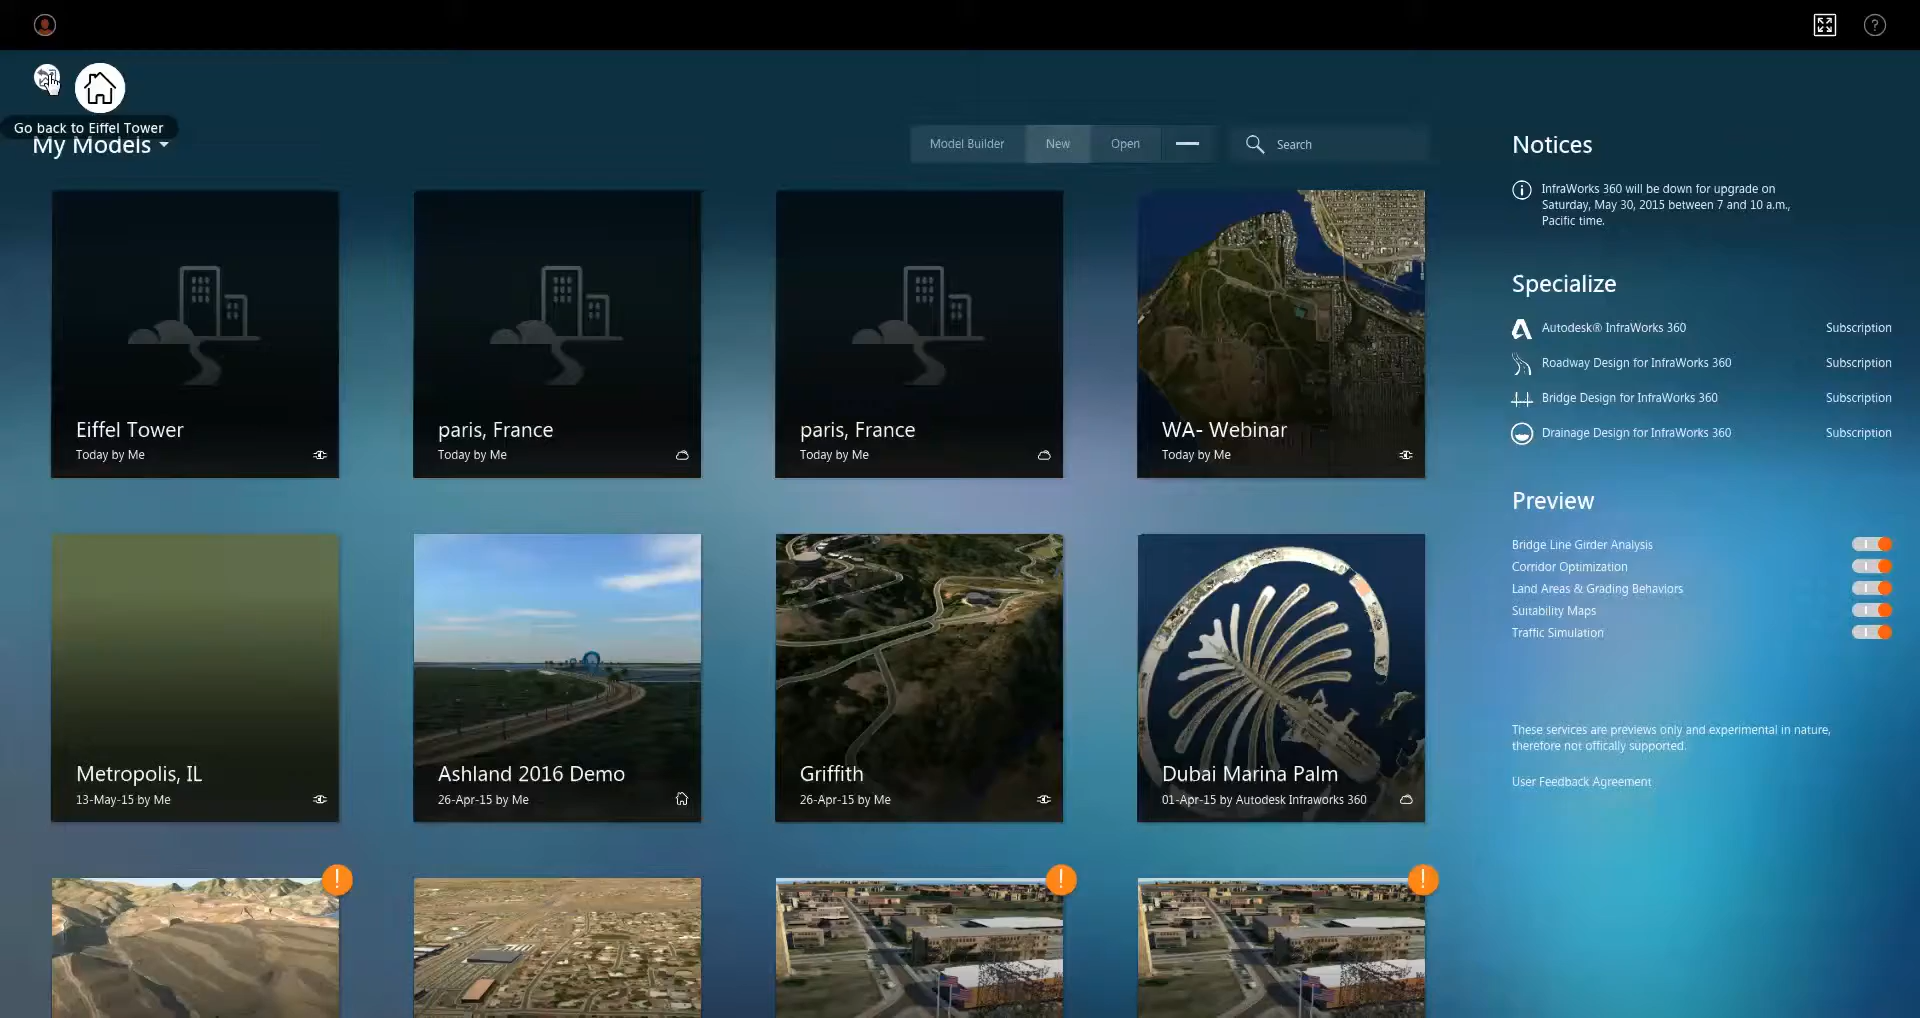 ?
Go back to Eiffel Tower
My Models
Model Builder
New
Open
Search
Eiffel Tower
Today by Me
paris, France
Today by Me
paris, France
Today by Me
WA- Webinar
Today by Me
Metropolis, IL
13-May-15 by Me
Ashland 2016 Demo
26-Apr-15 by Me
Griffith
26-Apr-15 by Me
Dubai Marina Palm
01-Apr-15 by Autodesk Infraworks 360
!
!
!
Notices
InfraWorks 360 will be down for upgrade on
Saturday, May 30, 2015 between 7 and 10 a.m.,
Pacific time.
Specialize
Autodesk® InfraWorks 360 Subscription
Roadway Design for InfraWorks 360 Subscription
Bridge Design for InfraWorks 360 Subscription
Drainage Design for InfraWorks 360 Subscription
Preview
Bridge Line Girder Analysis
Corridor Optimization
Land Areas & Grading Behaviors
Suitability Maps
Traffic Simulation
These services are previews only and experimental in nature,
therefore not offically supported.
User Feedback Agreement